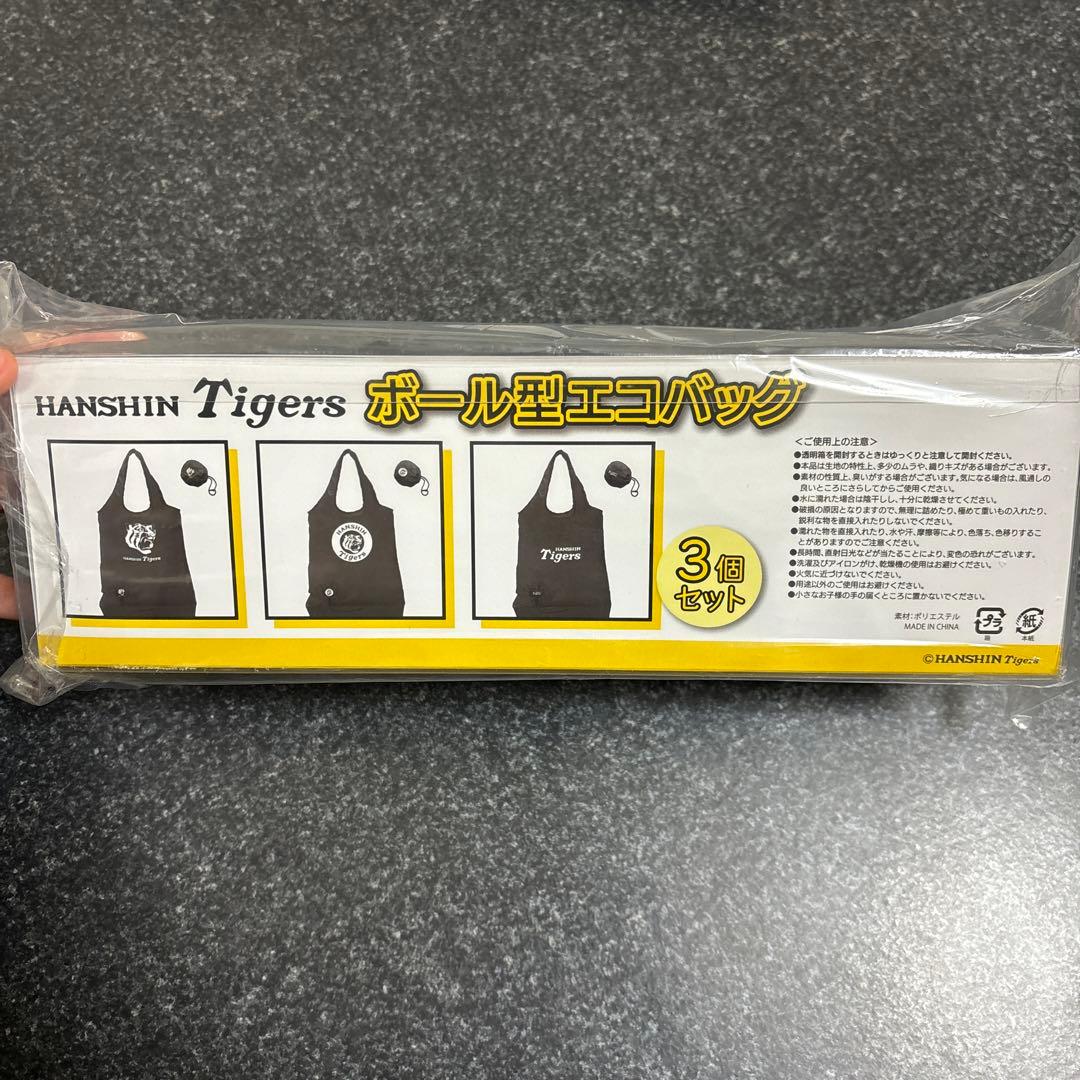 HANSHIN Tigers ボール型エコバッグ
HANSHIN Tigers
HANSHIN
Tigers
HANSHIN
Tigers
3個
セット
<ご使用上の注意>
●透明箱を開封するときはゆっくりと注意して開封ください。
●本品は生地の特性上、多少のムラや、織りキズがある場合がございます。
●素材の性質上、臭いがする場合がございます。気になる場合は、風通しの
良いところにさらしてからご使用ください。
●水に濡れた場合は陰干しし、十分に乾燥させてください。
●破損の原因となりますので、無理に詰めたり、極めて重いものを入れたり、
鋭利な物を直接入れたりしないでください。
●濡れた物を直接入れたり、水や汗、摩擦等により、色落ち、色移りするこ
とがありますのでご注意ください。
●長時間、直射日光などが当ることにより、変色の恐れがございます。
●洗濯及びアイロンがけ、乾燥機の使用はお避けください。
●火気に近づけないでください。
●用途以外のご使用はお避けください。
●小さなお子様の手の届くところに置かないでください。
素材:ポリエステル
MADE IN CHINA
プラ
箱
紙
本紙
©HANSHIN Tigers